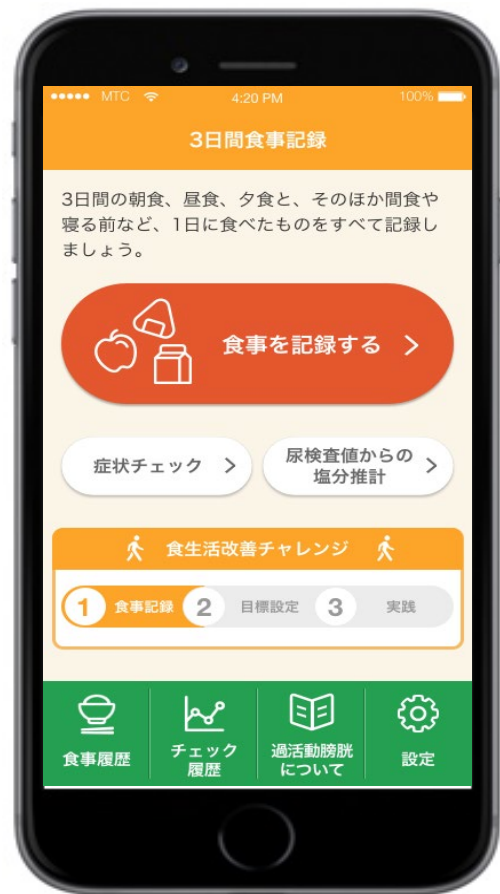 MTC 4:20 PM 100%
3日間食事記録
3日間の朝食、昼食、夕食と、そのほか間食や
寝る前など、1日に食べたものをすべて記録し
ましょう。
食事を記録する
症状チェック
尿検査値からの
塩分推計
食生活改善チャレンジ
1 食事記録 2 目標設定 3 実践
食事履歴
チェック
履歴
過活動膀胱
について
設定